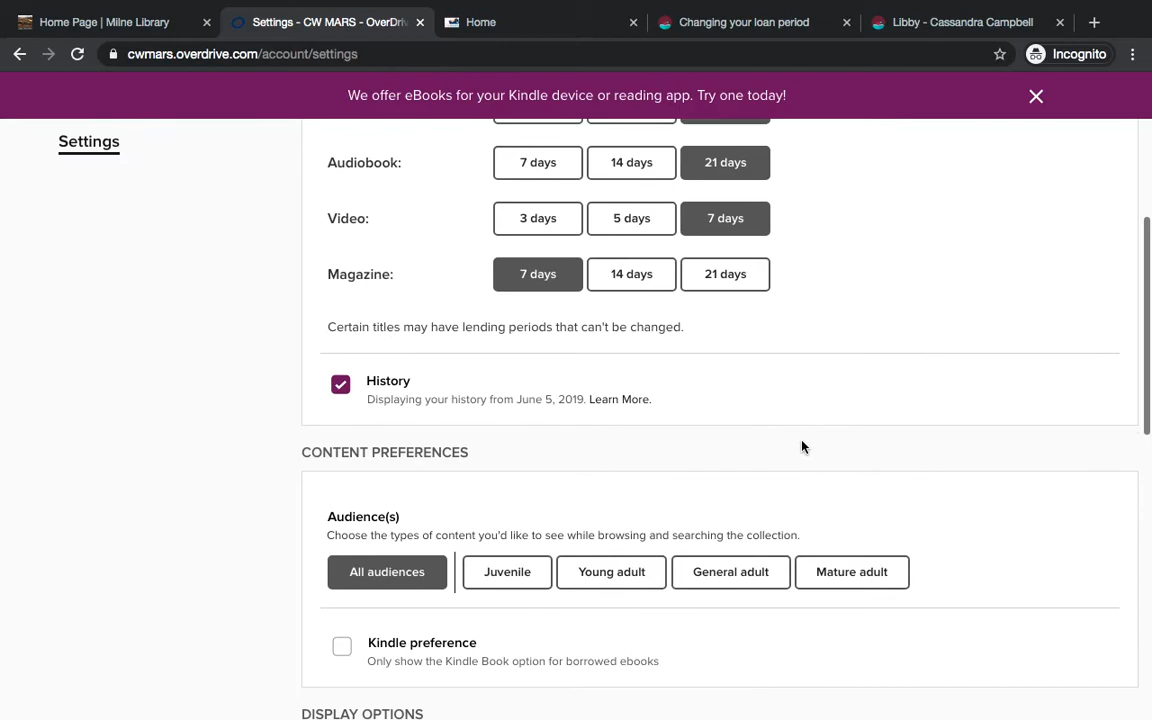 Home Page | Milne Library
Settings - CW MARS - OverDri
Home
Changing your loan period
Libby - Cassandra Campbell
cwmars.overdrive.com/account/settings
Incognito
We offer eBooks for your Kindle device or reading app. Try one today!
Settings
Audiobook: 7 days 14 days 21 days
Video: 3 days 5 days 7 days
Magazine: 7 days 14 days 21 days
Certain titles may have lending periods that can't be changed.
History
Displaying your history from June 5, 2019. Learn More.
CONTENT PREFERENCES
Audience(s)
Choose the types of content you'd like to see while browsing and searching the collection.
All audiences Juvenile Young adult General adult Mature adult
Kindle preference
Only show the Kindle Book option for borrowed ebooks
DISPLAY OPTIONS